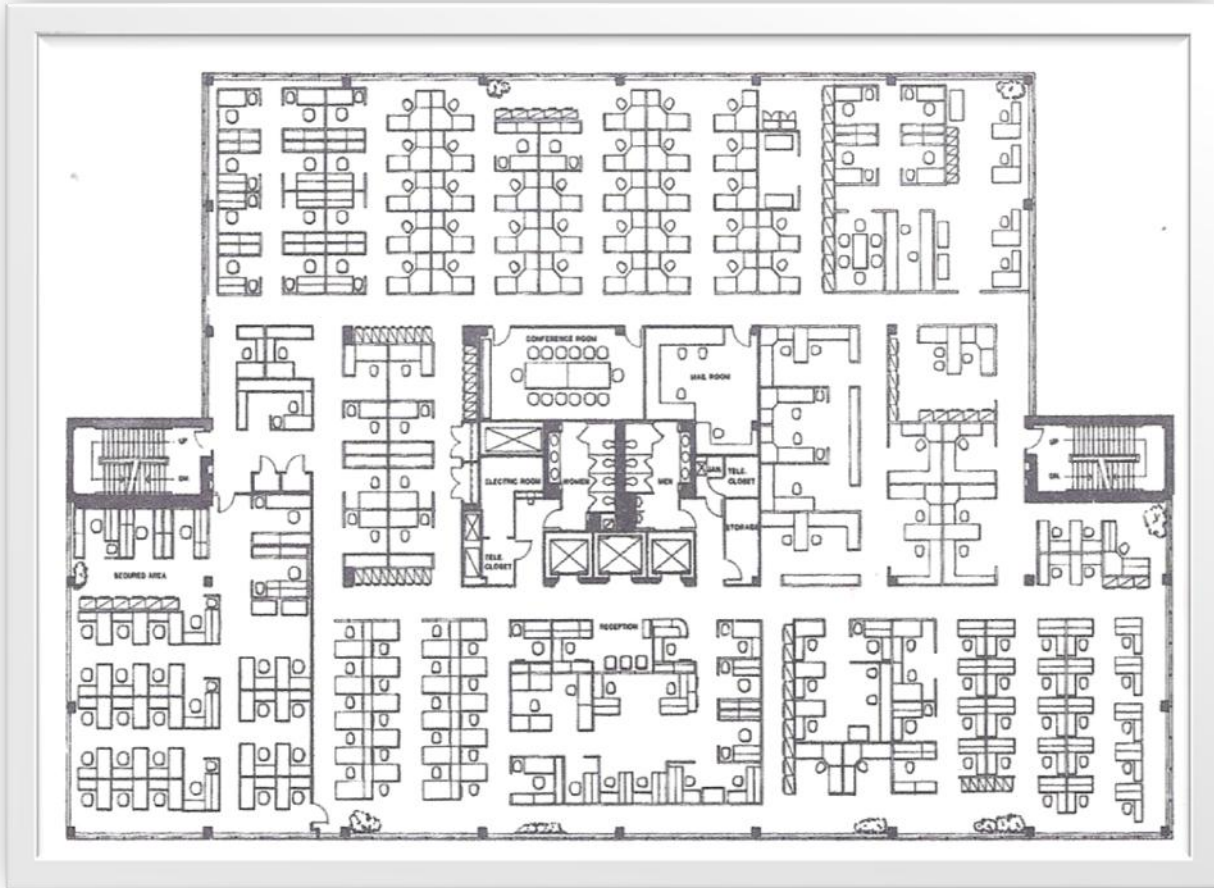 CONFERENCE ROOM
MAIL ROOM
UP
DN.
UP
DN.
ELECTRIC ROOM
WOMEN
MEN
JAN.
TELE.
CLOSET
STORAGE
TELE.
CLOSET
SECURED AREA
RECEPTION